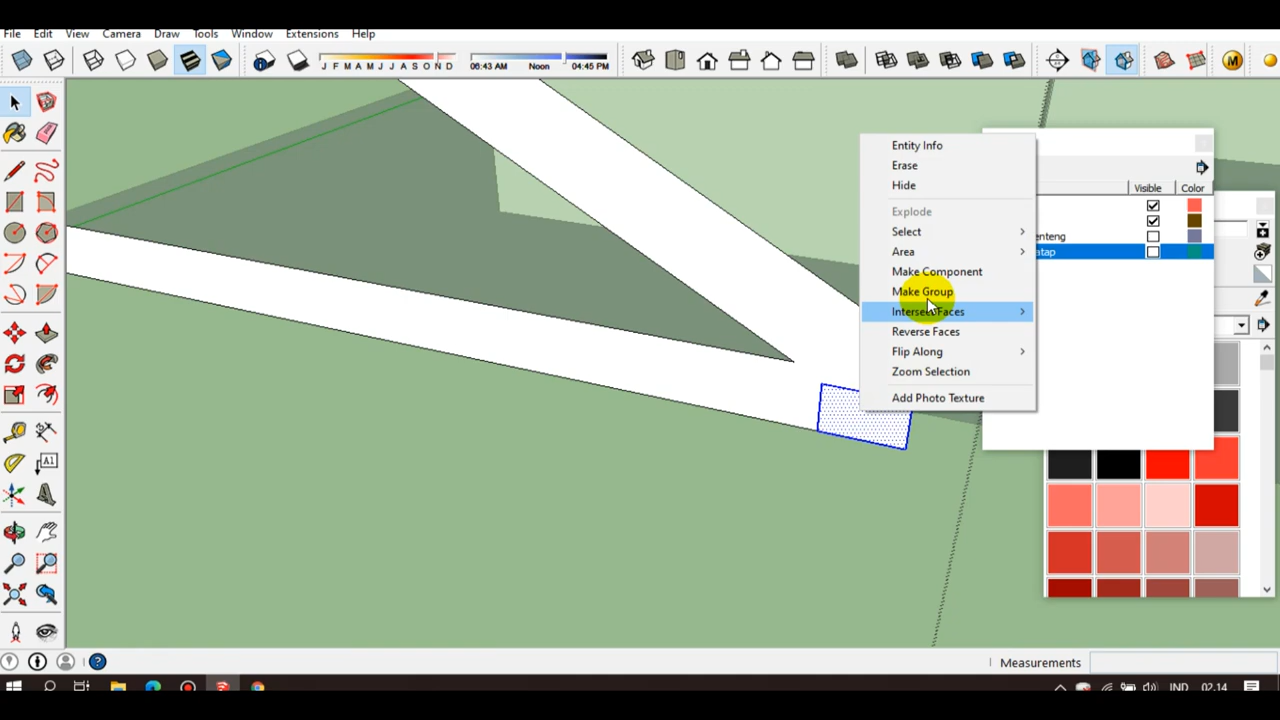 File Edit View Camera Draw Tools Window Extensions Help
J F M A M J J A S O N D 06:43 AM Noon 04:45 PM M
Entity Info
Erase
Hide
Explode
Select
Area
Make Component
Make Group
Intersect Faces
Reverse Faces
Flip Along
Zoom Selection
Add Photo Texture
Visible Color
enteng
atap
A1
A
Measurements
IND 02.14